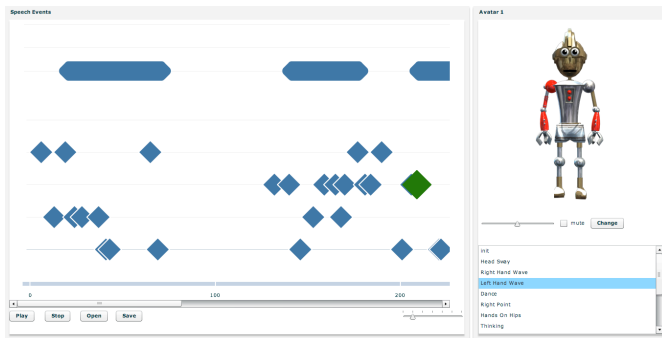 Speech Events
Avatar 1
0
100
200
Play
Stop
Open
Save
mute
Change
Init
Head Sway
Right Hand Wave
Left Hand Wave
Dance
Right Point
Hands On Hips
Thinking